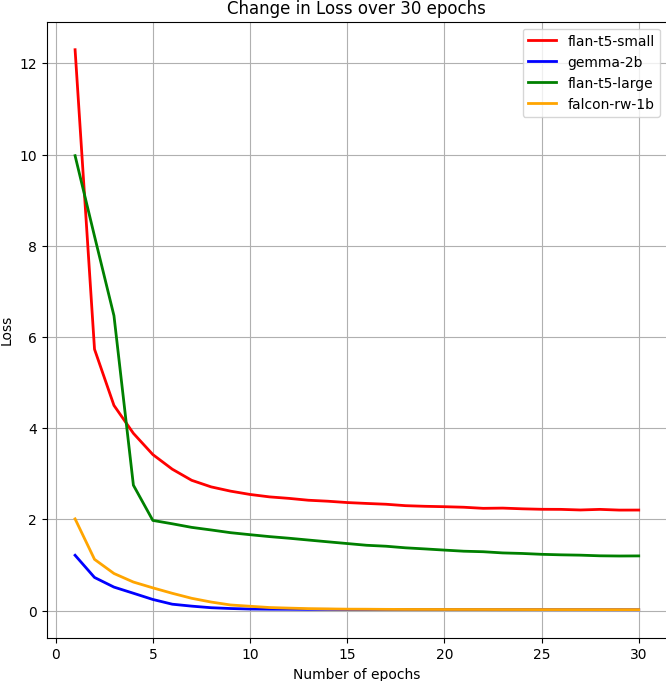 Change in Loss over 30 epochs
flan-t5-small
gemma-2b
flan-t5-large
falcon-rw-1b
Loss
12
10
8
6
4
2
0
0 5 10 15 20 25 30
Number of epochs